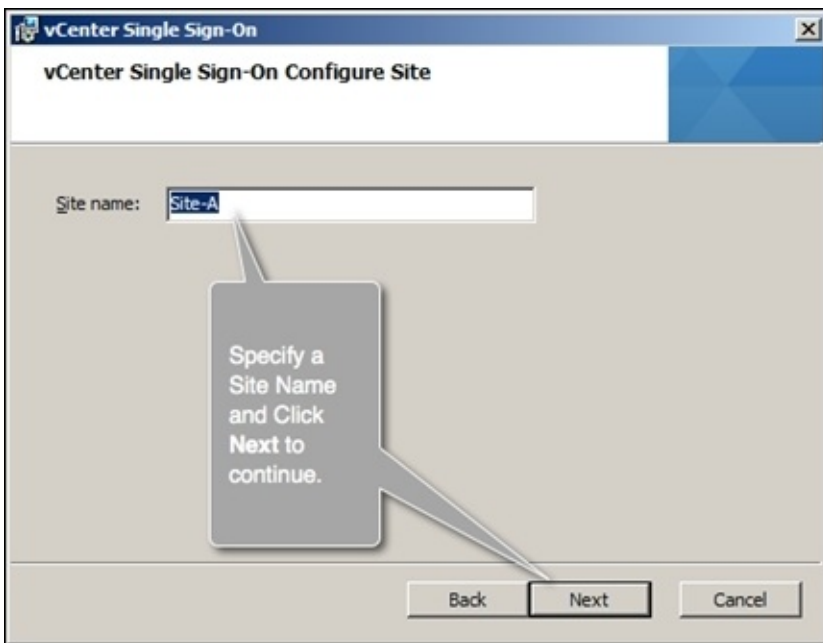 vCenter Single Sign-On
vCenter Single Sign-On Configure Site
Site name: Site-A
Specify a
Site Name
and Click
Next to
continue.
Back Next Cancel